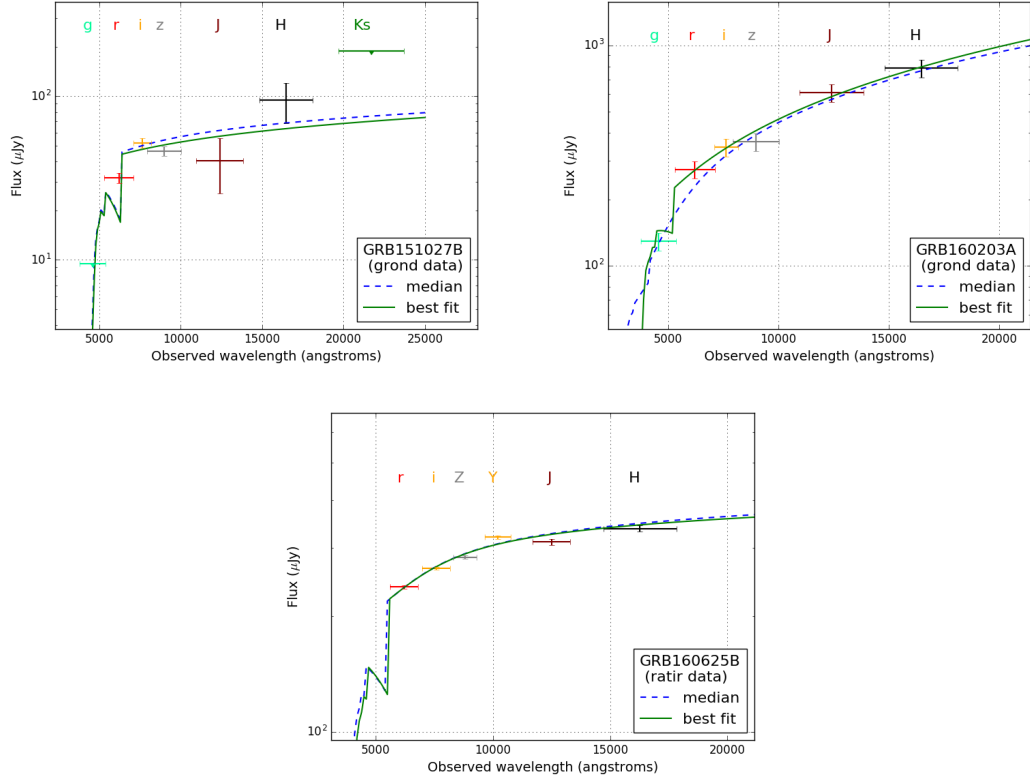 g r i z J H Ks
10²
10¹
Flux (μJy)
GRB151027B
(grond data)
median
best fit
5000 10000 15000 20000 25000
Observed wavelength (angstroms)
g r i z J H
10³
10²
Flux (μJy)
GRB160203A
(grond data)
median
best fit
5000 10000 15000 20000
Observed wavelength (angstroms)
r i Z Y J H
Flux (μJy)
10²
GRB160625B
(ratir data)
median
best fit
5000 10000 15000 20000
Observed wavelength (angstroms)